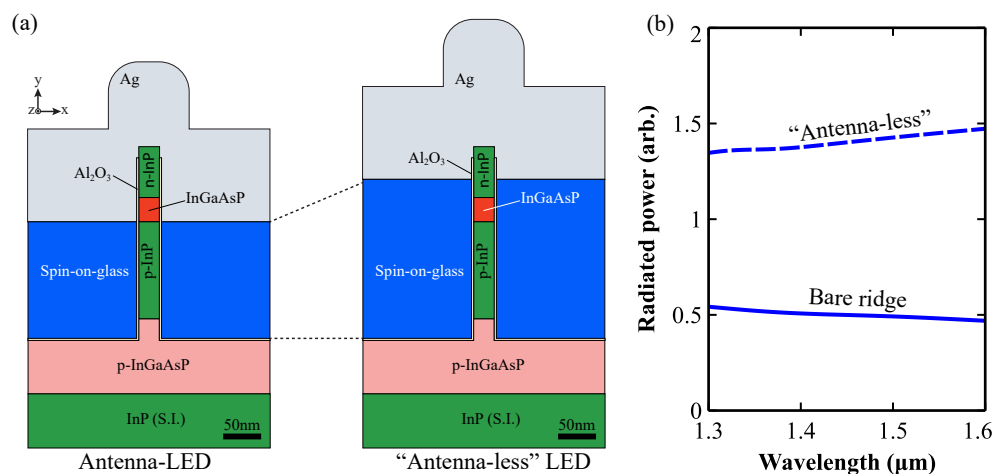 (a)
Ag
y
z
x
Al₂O₃
n-InP
InGaAsP
Spin-on-glass
p-InP
p-InGaAsP
InP (S.I.)
50nm
Antenna-LED
Ag
Al₂O₃
n-InP
InGaAsP
Spin-on-glass
p-InP
p-InGaAsP
InP (S.I.)
50nm
“Antenna-less” LED
(b)
Radiated power (arb.)
2
1.5
1
0.5
0
“Antenna-less”
Bare ridge
1.3 1.4 1.5 1.6
Wavelength (µm)